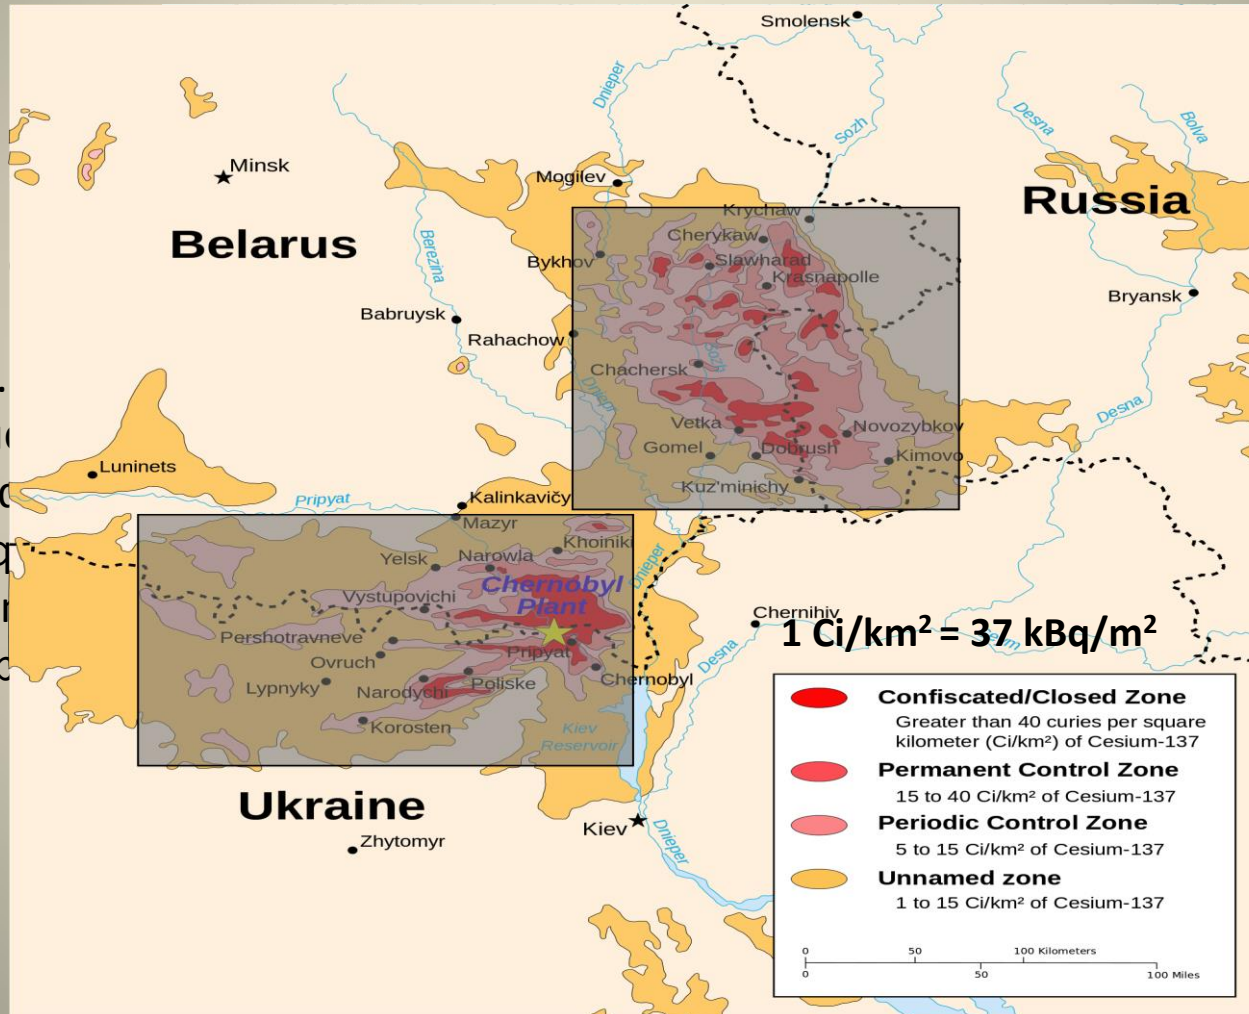 Smolensk
Dnieper
Sozh
Desna
Bolva
Minsk
Mogilev
Russia
Krychaw
Belarus
Cherykaw
Berezina
Bykhov
Slawharad
Krasnapolle
Bryansk
Babruysk
Rahachow
Sozh
Chachersk
Dniepr
Desna
Vetka
Novozybkov
Gomel
Dobrush
Kimovo
Luninets
Kuz'minichy
Pripyat
Kalinkavičy
Mazyr
Khoiniki
Yelsk
Narowla
Dnieper
Chernobyl
Plant
Vystupovichi
Chernihiv
Pershotravneve
1 Ci/km² = 37 kBq/m²
Pripyat
Ovruch
Desna
Chernobyl
Lypnyky
Narodychi
Poliske
Korosten
Kiev
Reservoir
Ukraine
Kiev
Zhytomyr
Dnieper
Confiscated/Closed Zone
Greater than 40 curies per square
kilometer (Ci/km²) of Cesium-137
Permanent Control Zone
15 to 40 Ci/km² of Cesium-137
Periodic Control Zone
5 to 15 Ci/km² of Cesium-137
Unnamed zone
1 to 15 Ci/km² of Cesium-137
0 50 100 Kilometers
0 50 100 Miles